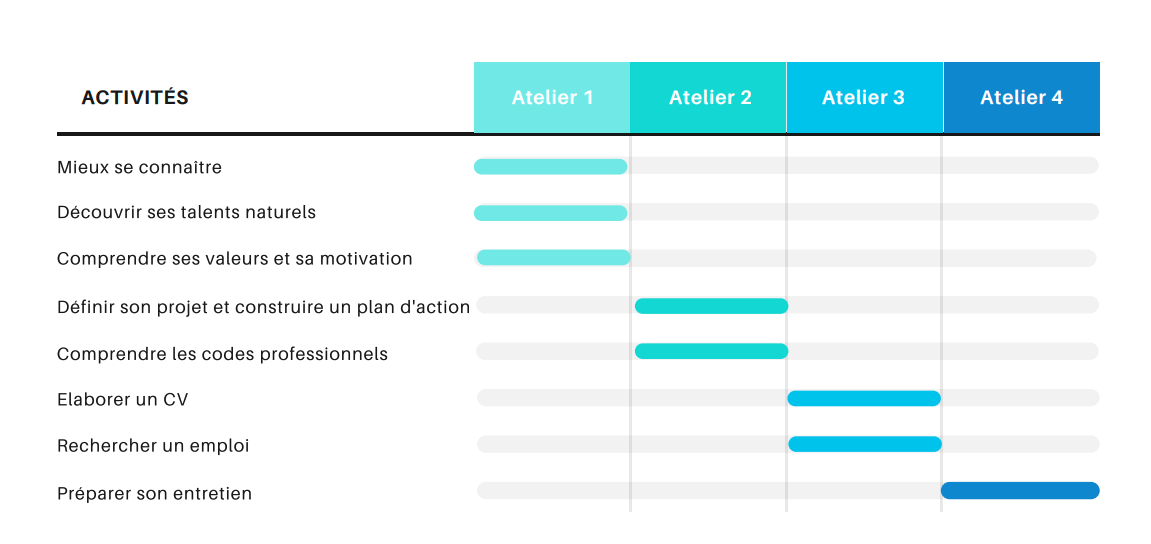 ACTIVITÉS Atelier 1 Atelier 2 Atelier 3 Atelier 4
Mieux se connaître
Découvrir ses talents naturels
Comprendre ses valeurs et sa motivation
Définir son projet et construire un plan d'action
Comprendre les codes professionnels
Elaborer un CV
Rechercher un emploi
Préparer son entretien